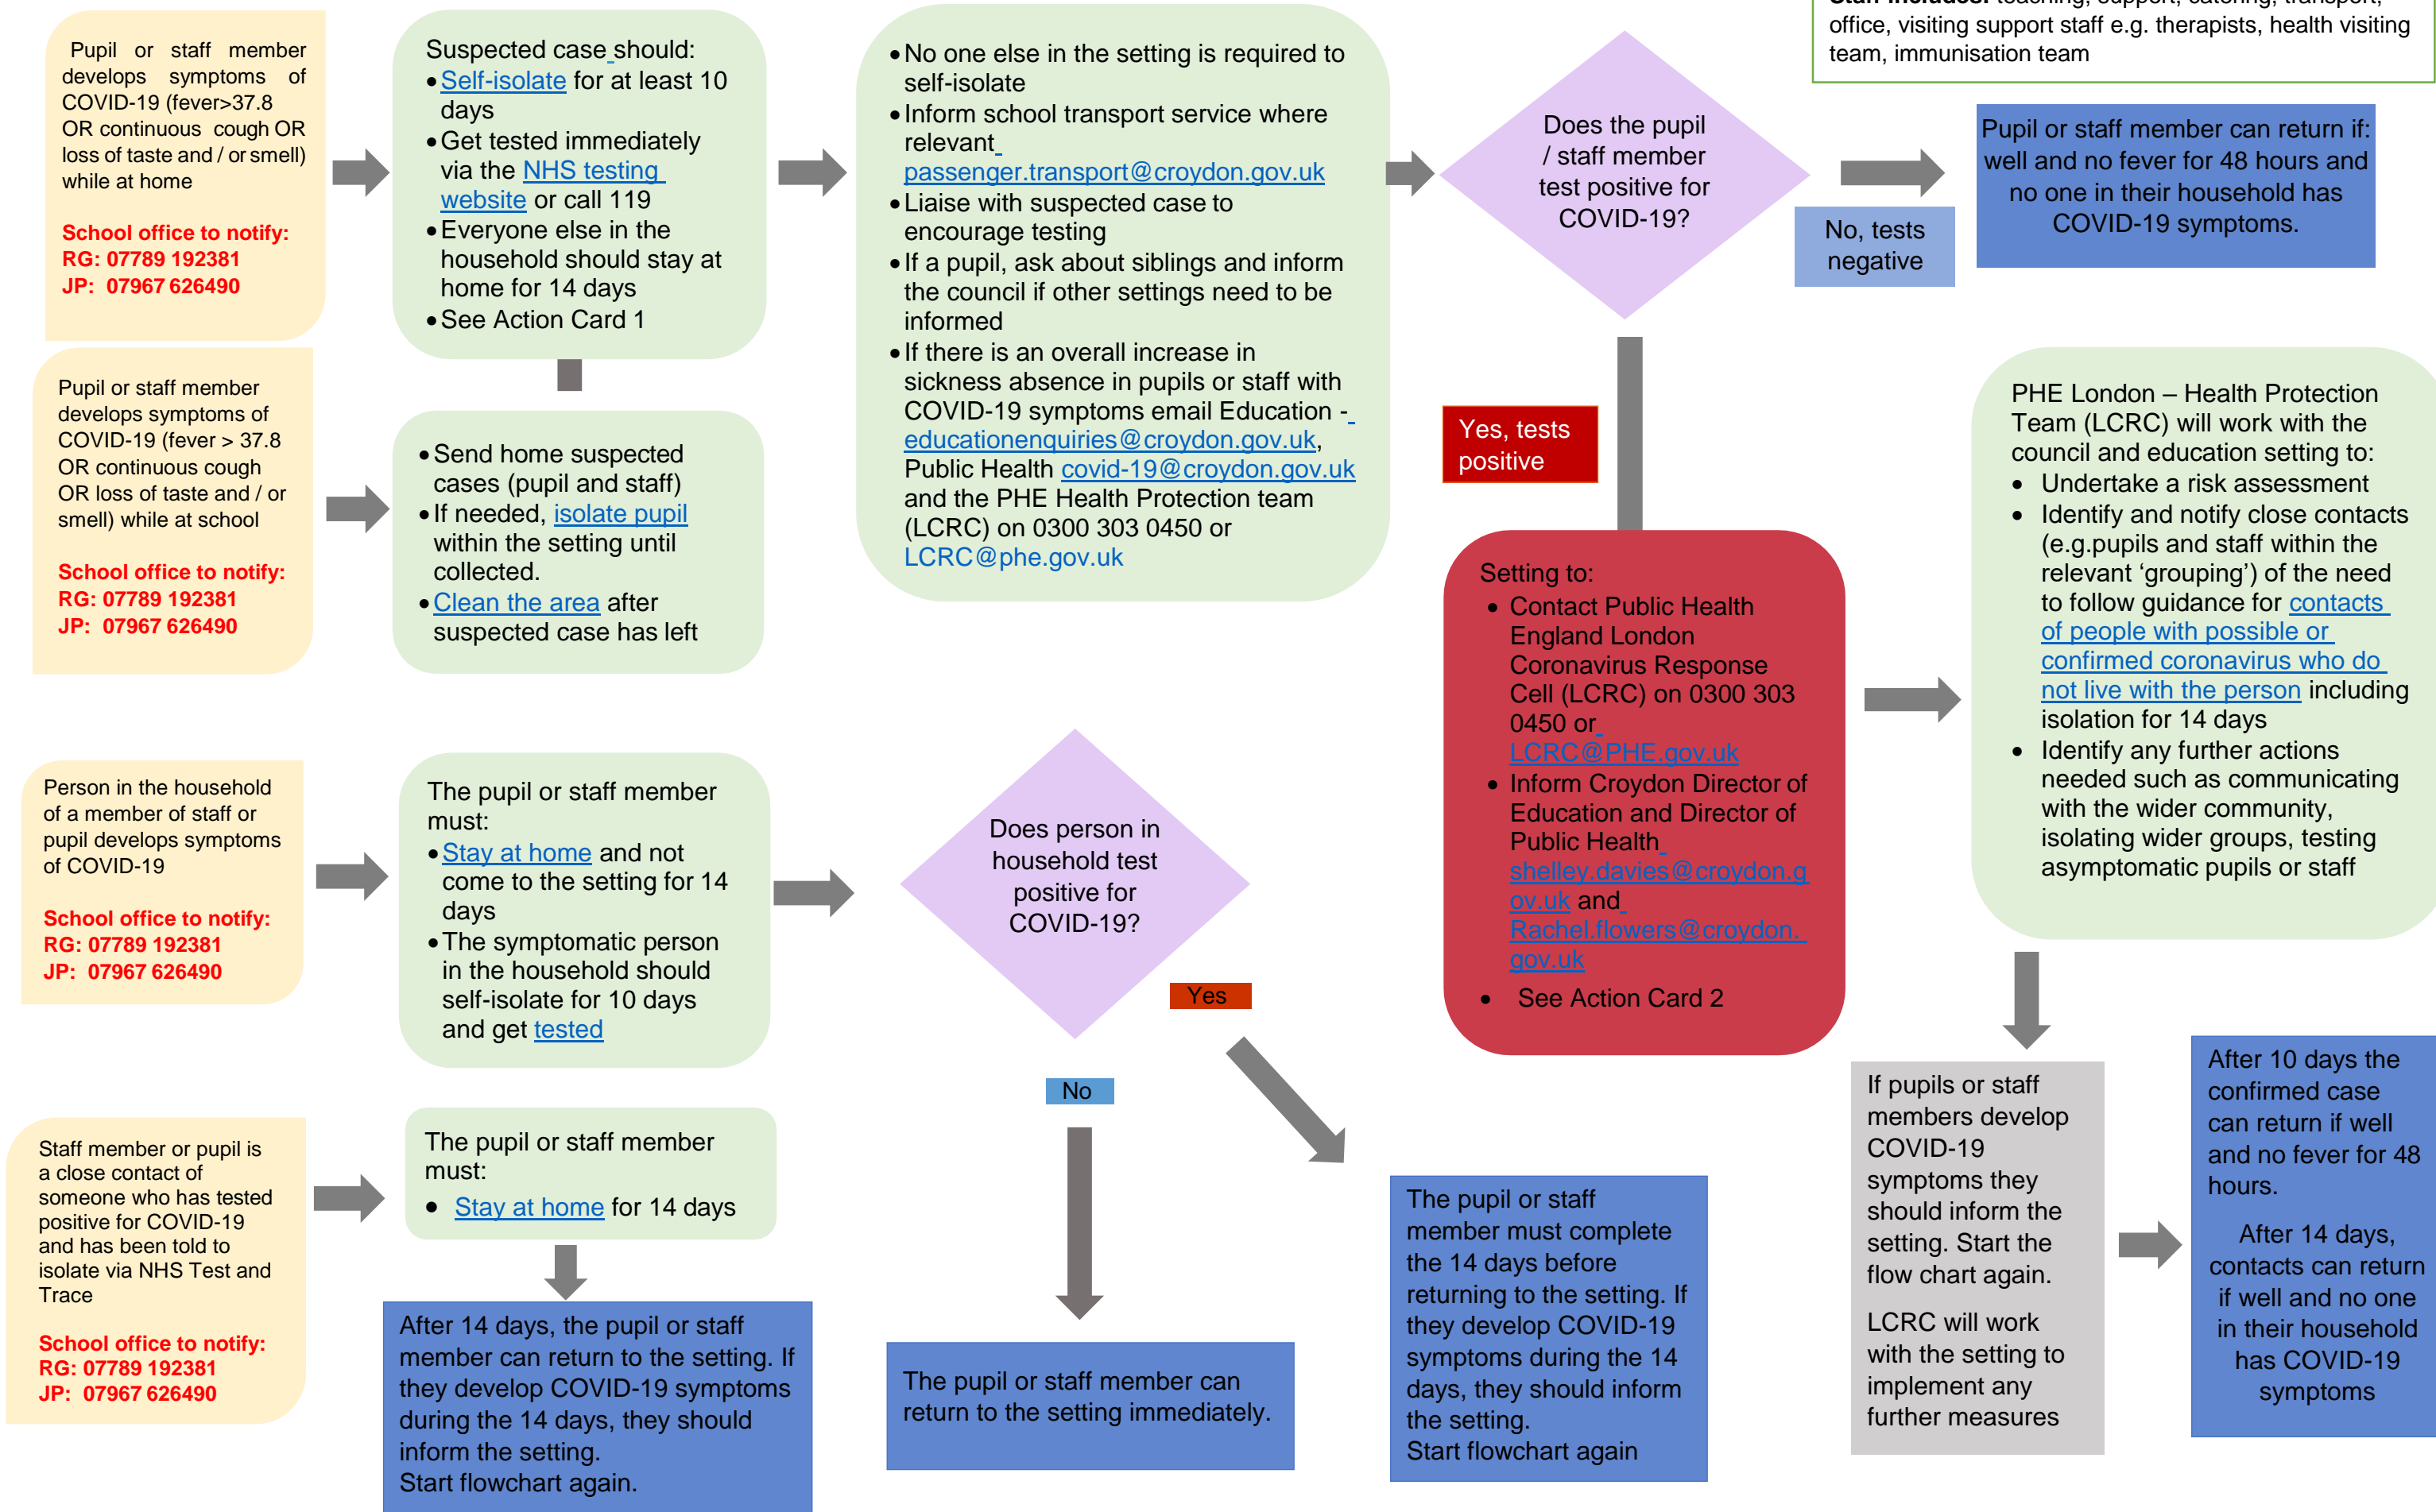 Pupil or staff member
develops symptoms of
COVID-19 (fever>37.8
OR continuous cough OR
loss of taste and / or smell)
while at home
School office to notify:
RG: 07789 192381
JP: 07967 626490
Suspected case should:
• Self-isolate for at least 10
days
• Get tested immediately
via the NHS testing
website or call 119
• Everyone else in the
household should stay at
home for 14 days
• See Action Card 1
• No one else in the setting is required to
self-isolate
• Inform school transport service where
relevant
passenger.transport@croydon.gov.uk
• Liaise with suspected case to
encourage testing
• If a pupil, ask about siblings and inform
the council if other settings need to be
informed
• If there is an overall increase in
sickness absence in pupils or staff with
COVID-19 symptoms email Education -
educationenquiries@croydon.gov.uk,
Public Health covid-19@croydon.gov.uk
and the PHE Health Protection team
(LCRC) on 0300 303 0450 or
LCRC@phe.gov.uk
Does the pupil
/ staff member
test positive for
COVID-19?
Staff includes: teaching, support, catering, transport,
office, visiting support staff e.g. therapists, health visiting
team, immunisation team
No, tests
negative
Pupil or staff member can return if:
well and no fever for 48 hours and
no one in their household has
COVID-19 symptoms.
Pupil or staff member
develops symptoms of
COVID-19 (fever > 37.8
OR continuous cough
OR loss of taste and / or
smell) while at school
School office to notify:
RG: 07789 192381
JP: 07967 626490
• Send home suspected
cases (pupil and staff)
• If needed, isolate pupil
within the setting until
collected.
• Clean the area after
suspected case has left
Yes, tests
positive
Setting to:
• Contact Public Health
England London
Coronavirus Response
Cell (LCRC) on 0300 303
0450 or
LCRC@PHE.gov.uk
• Inform Croydon Director of
Education and Director of
Public Health
shelley.davies@croydon.g
ov.uk and
Rachel.flowers@croydon.
gov.uk
• See Action Card 2
PHE London – Health Protection
Team (LCRC) will work with the
council and education setting to:
• Undertake a risk assessment
• Identify and notify close contacts
(e.g.pupils and staff within the
relevant ‘grouping’) of the need
to follow guidance for contacts
of people with possible or
confirmed coronavirus who do
not live with the person including
isolation for 14 days
• Identify any further actions
needed such as communicating
with the wider community,
isolating wider groups, testing
asymptomatic pupils or staff
Person in the household
of a member of staff or
pupil develops symptoms
of COVID-19
School office to notify:
RG: 07789 192381
JP: 07967 626490
The pupil or staff member
must:
• Stay at home and not
come to the setting for 14
days
• The symptomatic person
in the household should
self-isolate for 10 days
and get tested
Does person in
household test
positive for
COVID-19?
Yes
No
The pupil or staff member can
return to the setting immediately.
The pupil or staff
member must complete
the 14 days before
returning to the setting. If
they develop COVID-19
symptoms during the 14
days, they should inform
the setting.
Start flowchart again
If pupils or staff
members develop
COVID-19
symptoms they
should inform the
setting. Start the
flow chart again.
LCRC will work
with the setting to
implement any
further measures
After 10 days the
confirmed case
can return if well
and no fever for 48
hours.
After 14 days,
contacts can return
if well and no one
in their household
has COVID-19
symptoms
Staff member or pupil is
a close contact of
someone who has tested
positive for COVID-19
and has been told to
isolate via NHS Test and
Trace
School office to notify:
RG: 07789 192381
JP: 07967 626490
The pupil or staff member
must:
• Stay at home for 14 days
After 14 days, the pupil or staff
member can return to the setting. If
they develop COVID-19 symptoms
during the 14 days, they should
inform the setting.
Start flowchart again.